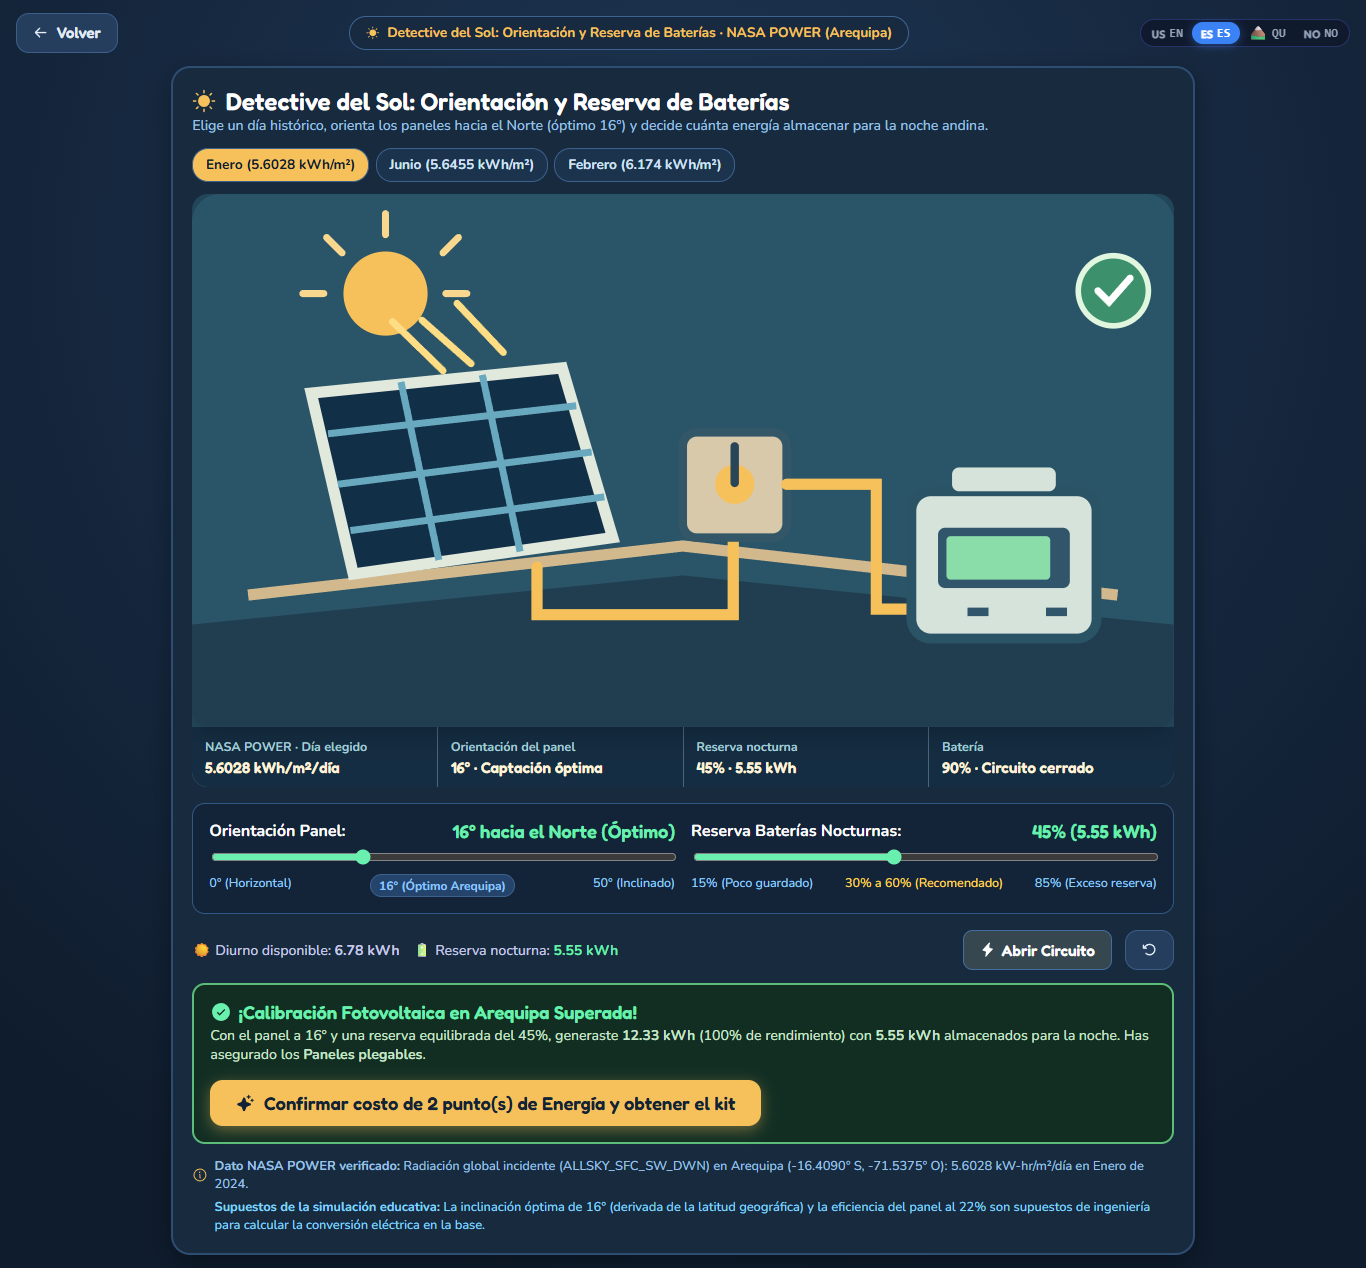 Volver
Detective del Sol: Orientación y Reserva de Baterías · NASA POWER (Arequipa)
US EN
ES ES
QU
NO NO
Detective del Sol: Orientación y Reserva de Baterías
Elige un día histórico, orienta los paneles hacia el Norte (óptimo 16°) y decide cuánta energía almacenar para la noche andina.
Enero (5.6028 kWh/m²)
Junio (5.6455 kWh/m²)
Febrero (6.174 kWh/m²)
NASA POWER · Día elegido
5.6028 kWh/m²/día
Orientación del panel
16° · Captación óptima
Reserva nocturna
45% · 5.55 kWh
Batería
90% · Circuito cerrado
Orientación Panel:
16° hacia el Norte (Óptimo)
0° (Horizontal)
16° (Óptimo Arequipa)
50° (Inclinado)
Reserva Baterías Nocturnas:
45% (5.55 kWh)
15% (Poco guardado)
30% a 60% (Recomendado)
85% (Exceso reserva)
Diurno disponible: 6.78 kWh
Reserva nocturna: 5.55 kWh
Abrir Circuito
¡Calibración Fotovoltaica en Arequipa Superada!
Con el panel a 16° y una reserva equilibrada del 45%, generaste 12.33 kWh (100% de rendimiento) con 5.55 kWh almacenados para la noche. Has
asegurado los Paneles plegables.
Confirmar costo de 2 punto(s) de Energía y obtener el kit
Dato NASA POWER verificado: Radiación global incidente (ALLSKY_SFC_SW_DWN) en Arequipa (-16.4090° S, -71.5375° O): 5.6028 kW-hr/m²/día en Enero de
2024.
Supuestos de la simulación educativa: La inclinación óptima de 16° (derivada de la latitud geográfica) y la eficiencia del panel al 22% son supuestos de ingeniería
para calcular la conversión eléctrica en la base.